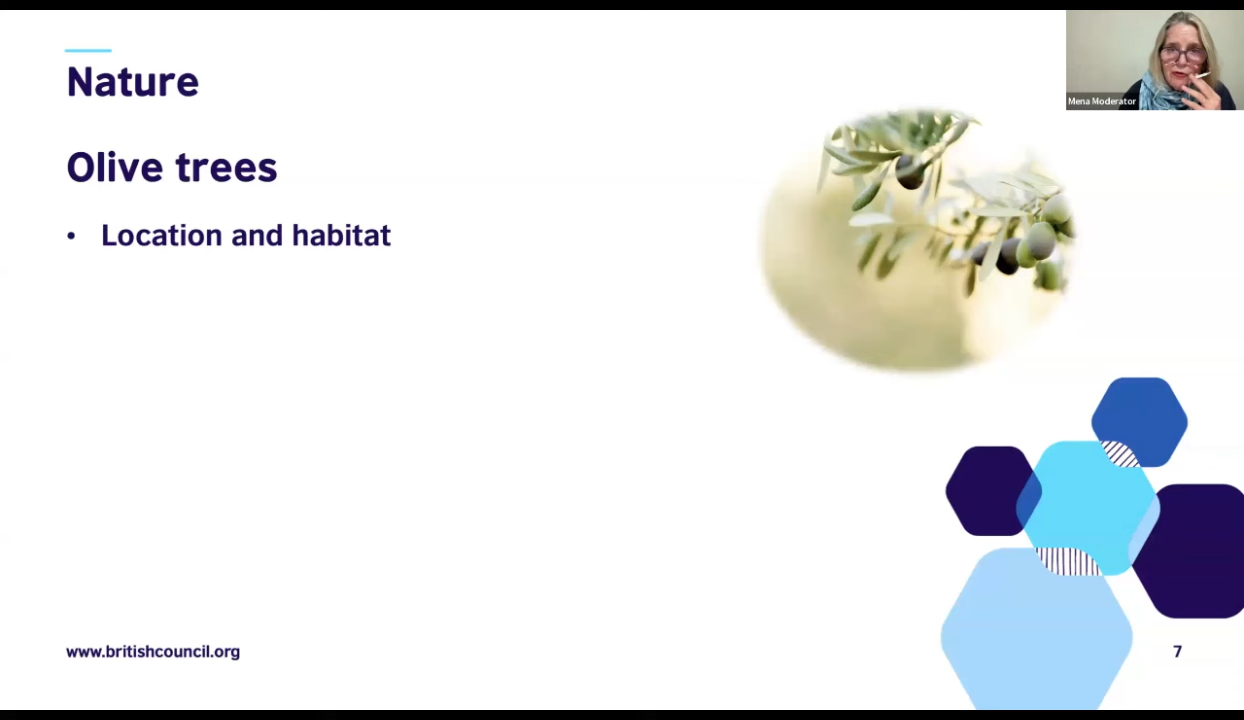 Nature
Mena Moderator
Olive trees
• Location and habitat
www.britishcouncil.org
7